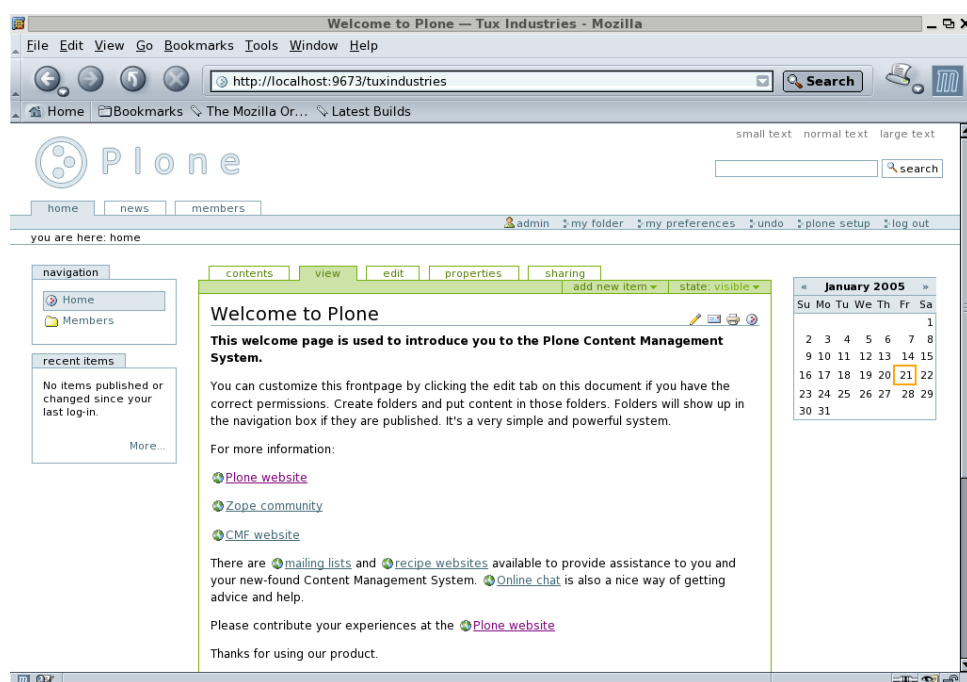 Welcome to Plone — Tux Industries - Mozilla
File Edit View Go Bookmarks Tools Window Help
http://localhost:9673/tuxindustries
Search
Home Bookmarks The Mozilla Or... Latest Builds
small text normal text large text
Plone
search
home news members
admin my folder my preferences undo plone setup log out
you are here: home
navigation
Home
Members
recent items
No items published or
changed since your
last log-in.
More...
contents view edit properties sharing
add new item state: visible
Welcome to Plone
This welcome page is used to introduce you to the Plone Content Management
System.
You can customize this frontpage by clicking the edit tab on this document if you have the
correct permissions. Create folders and put content in those folders. Folders will show up in
the navigation box if they are published. It's a very simple and powerful system.
For more information:
Plone website
Zope community
CMF website
There are mailing lists and recipe websites available to provide assistance to you and
your new-found Content Management System. Online chat is also a nice way of getting
advice and help.
Please contribute your experiences at the Plone website
Thanks for using our product.
« January 2005 »
Su Mo Tu We Th Fr Sa
1
2 3 4 5 6 7 8
9 10 11 12 13 14 15
16 17 18 19 20 21 22
23 24 25 26 27 28 29
30 31